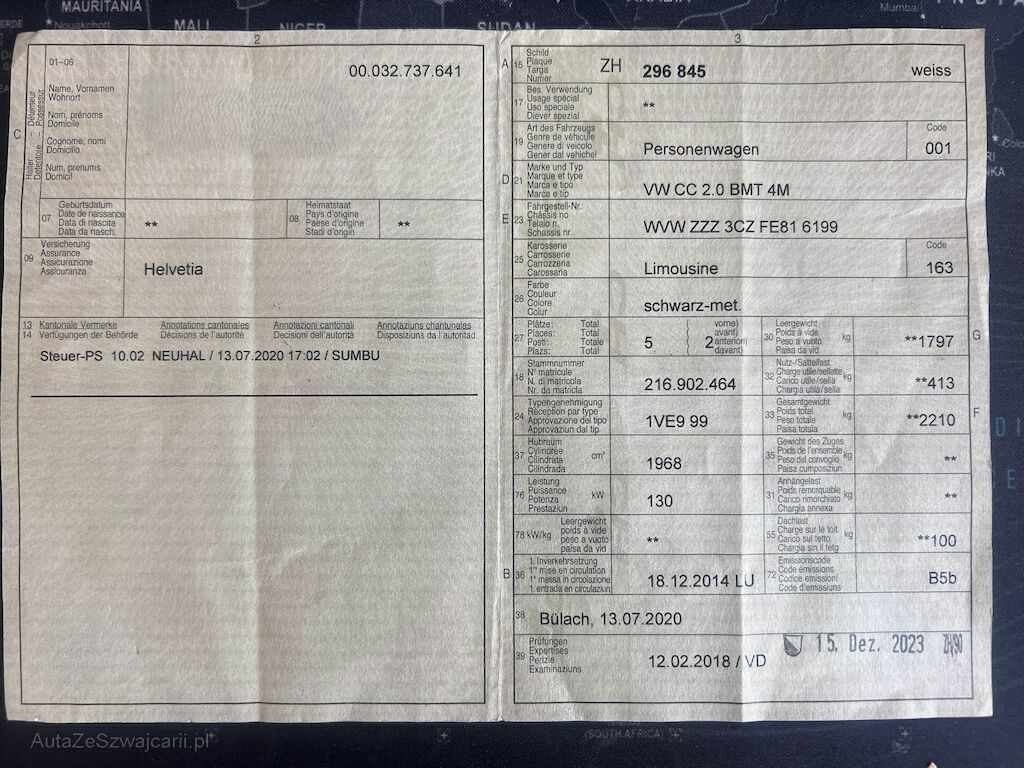 MAURITANIA
Nouakchott
MALI
NIGER
SUDAN
Mumbai
2
01–06
00.032.737.641
C
Halter
Détenteur
Detentore
Possessur
Name, Vornamen
Wohnort
Nom, prénoms
Domicile
Cognome, nomi
Domicilio
Num, prenums
Domicil
07
Geburtsdatum
Date de naissance
Data di nascita
Data da nasch.
**
08
Heimatstaat
Pays d'origine
Paese d'origine
Stadi d'origin
**
09
Versicherung
Assurance
Assicurazione
Assicuranza
Helvetia
13 Kantonale Vermerke Annotations cantonales Annotazioni cantonali Annotaziuns chantunalas
14 Verfügungen der Behörde Décisions de l'autorité Decisioni dell'autorità Disposiziuns da l'autoritad
Steuer-PS 10.02 NEUHAL / 13.07.2020 17:02 / SUMBU
3
A
15
Schild
Plaque
Targa
Numer
ZH 296 845 weiss
17
Bes. Verwendung
Usage spécial
Uso speciale
Diever spezial
**
19
Art des Fahrzeugs
Genre de véhicule
Genere di veicolo
Gener dal vehichel
Personenwagen
Code
001
D
21
Marke und Typ
Marque et type
Marca e tipo
Marca e tip
VW CC 2.0 BMT 4M
E
23
Fahrgestell-Nr.
Châssis no
Telaio n.
Schassis nr.
WVW ZZZ 3CZ FE81 6199
25
Karosserie
Carrosserie
Carrozzeria
Carossaria
Limousine
Code
163
26
Farbe
Couleur
Colore
Colur
schwarz-met.
27
Plätze: Total
Places: Total
Posti: Totale
Plazs: Total
5
vorne)
avant)
2 anteriori)
davant)
30
Leergewicht
Poids à vide
Peso a vuoto
Paisa da vid
kg
**1797
G
18
Stammnummer
N° matricule
N. di matricola
Nr. da matricla
216.902.464
32
Nutz-/Sattellast
Charge utile/sellette
Carico utile/sella
Chargia utila/sella
kg
**413
24
Typengenehmigung
Réception par type
Approvazione del tipo
Approvaziun dal tip
1VE9 99
33
Gesamtgewicht
Poids total
Peso totale
Paisa totala
kg
**2210
F
37
Hubraum
Cylindrée
Cilindrata
Cilindrada
cm³
1968
35
Gewicht des Zuges
Poids de l'ensemble
Peso del convoglio
Paisa cumposiziun
kg
**
76
Leistung
Puissance
Potenza
Prestaziun
kW
130
31
Anhängelast
Poids remorquable
Carico rimorchiato
Chargia annexa
kg
**
78 kW/kg
Leergewicht
poids à vide
peso a vuoto
paisa da vid
**
55
Dachlast
Charge sur le toit
Carico sul tetto
Chargia sin il tetg
kg
**100
B
36
1. Inverkehrsetzung
1re mise en circulation
1a messa in circolazione
1. entrada en circulaziun
18.12.2014 LU
72
Emissionscode
Code émissions
Codice emissioni
Code d'emissiuns
B5b
38
Bülach, 13.07.2020
39
Prüfungen
Expertises
Perizie
Examinaziuns
12.02.2018 / VD
15. Dez. 2023
AutaZeSzwajcarii.pl
(SOUTH AFRICA)